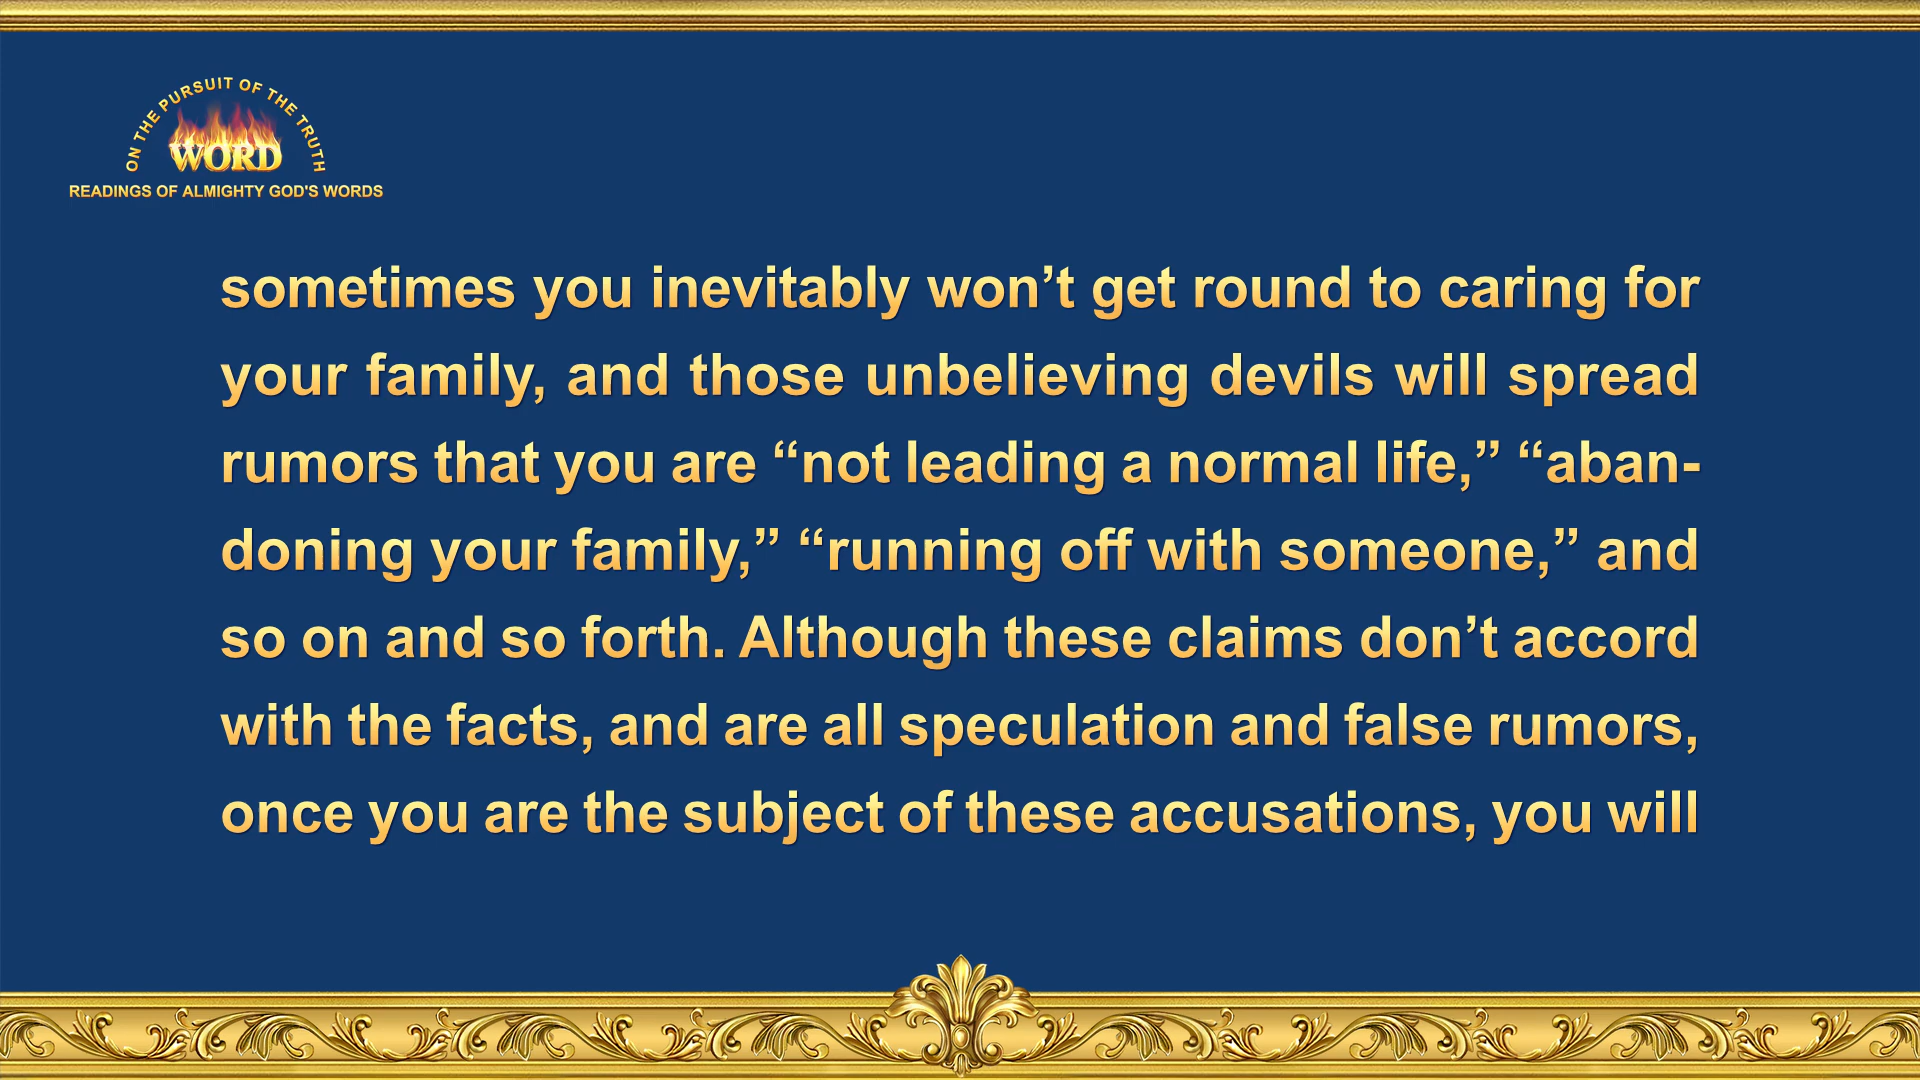 ON THE PURSUIT OF THE TRUTH
WORD
READINGS OF ALMIGHTY GOD'S WORDS
sometimes you inevitably won’t get round to caring for
your family, and those unbelieving devils will spread
rumors that you are “not leading a normal life,” “aban-
doning your family,” “running off with someone,” and
so on and so forth. Although these claims don’t accord
with the facts, and are all speculation and false rumors,
once you are the subject of these accusations, you will